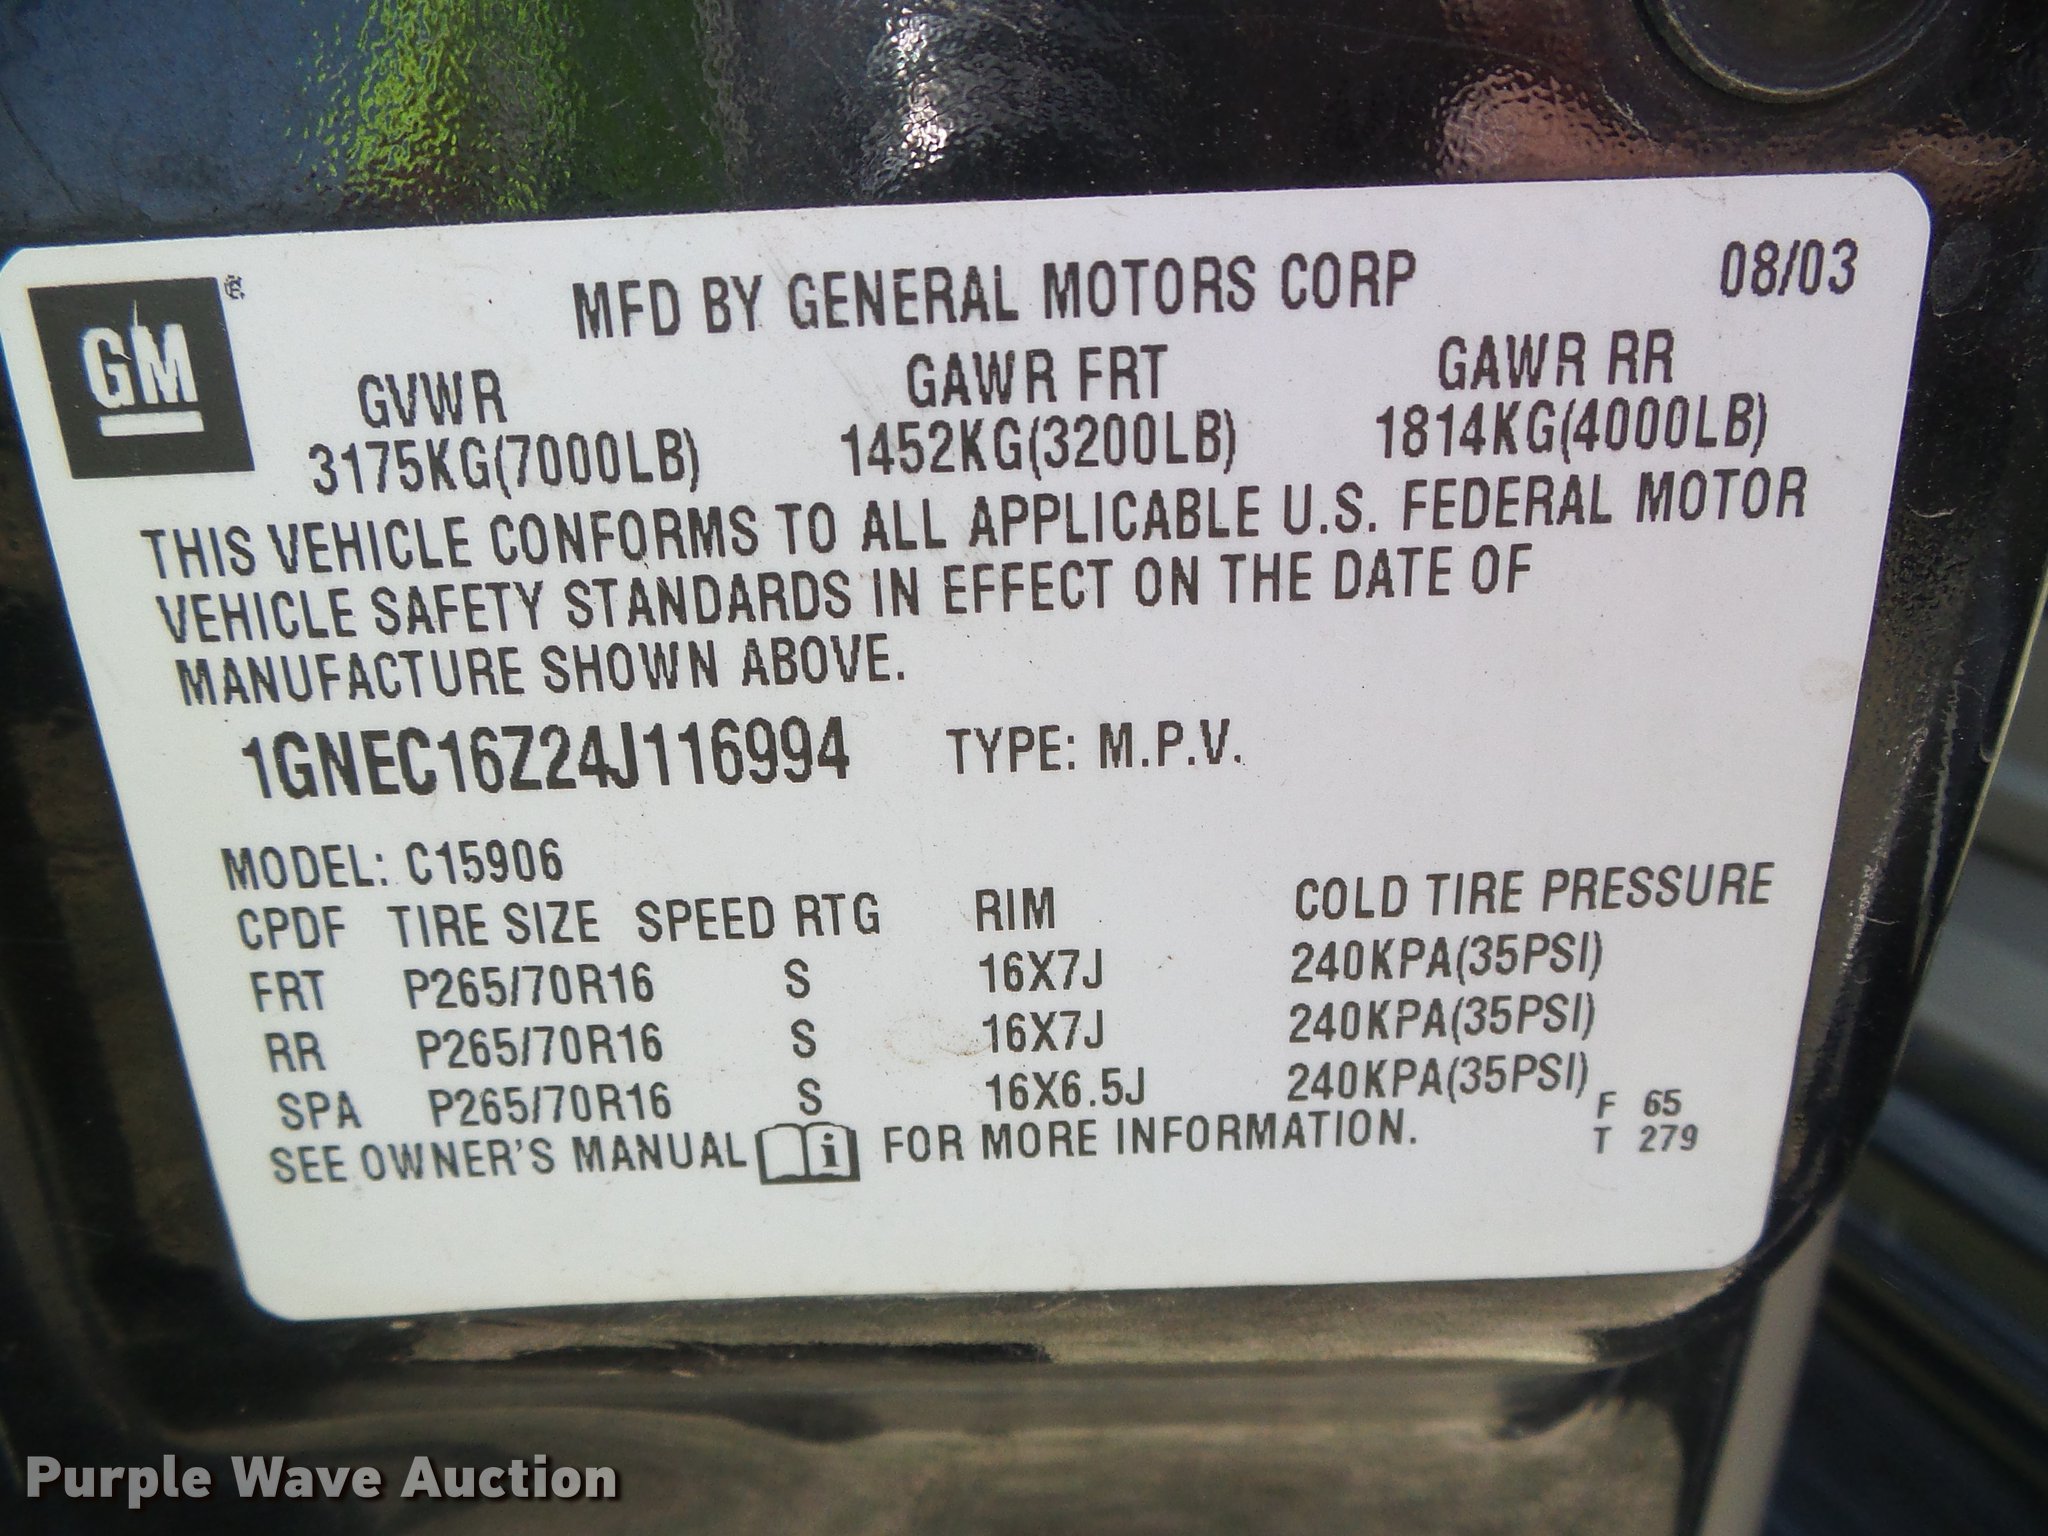 GM
MFD BY GENERAL MOTORS CORP 08/03
GVWR GAWR FRT GAWR RR
3175KG(7000LB) 1452KG(3200LB) 1814KG(4000LB)
THIS VEHICLE CONFORMS TO ALL APPLICABLE U.S. FEDERAL MOTOR
VEHICLE SAFETY STANDARDS IN EFFECT ON THE DATE OF
MANUFACTURE SHOWN ABOVE.
1GNEC16Z24J116994 TYPE: M.P.V.
MODEL: C15906
CPDF TIRE SIZE SPEED RTG RIM COLD TIRE PRESSURE
FRT P265/70R16 S 16X7J 240KPA(35PSI)
RR P265/70R16 S 16X7J 240KPA(35PSI)
SPA P265/70R16 S 16X6.5J 240KPA(35PSI)
SEE OWNER'S MANUAL i FOR MORE INFORMATION.
F 65
T 279
Purple Wave Auction